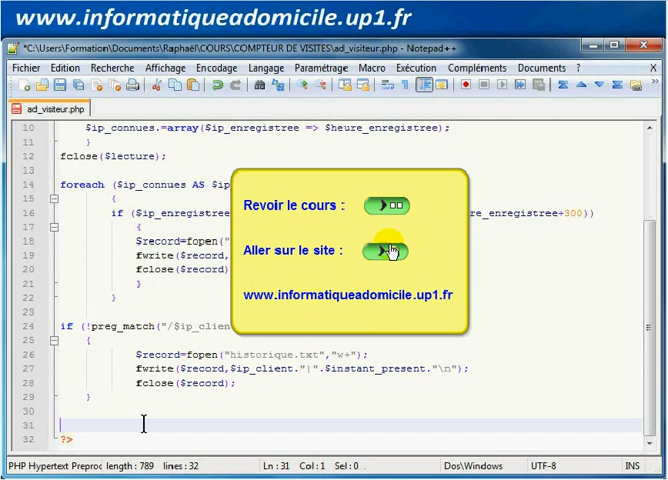 www.informatiqueadomicile.up1.fr
*C:\Users\Formation\Documents\Raphaël\COURS\COMPTEUR DE VISITES\ad_visiteur.php - Notepad++
Fichier Edition Recherche Affichage Encodage Langage Paramétrage Macro Exécution Compléments Documents X
ad_visiteur.php
10 $ip_connues.=array($ip_enregistree => $heure_enregistree);
11 }
12 fclose($lecture);
13
14 foreach ($ip_connues AS $ip
15 {
16 if ($ip_enregistre eure_enregistree+300))
17 {
18 $record=fopen("
19 fwrite($record,
20 fclose($record)
21 }
22 }
23
24 if (!preg_match("/$ip_clien
25 {
26 $record=fopen("historique.txt","w+");
27 fwrite($record,$ip_client."|".$instant_present."\n");
28 fclose($record);
29 }
30
31
32 ?>
Revoir le cours :
Aller sur le site :
www.informatiqueadomicile.up1.fr
PHP Hypertext Preproc length : 789 lines : 32 Ln : 31 Col : 1 Sel : 0 Dos\Windows UTF-8 INS